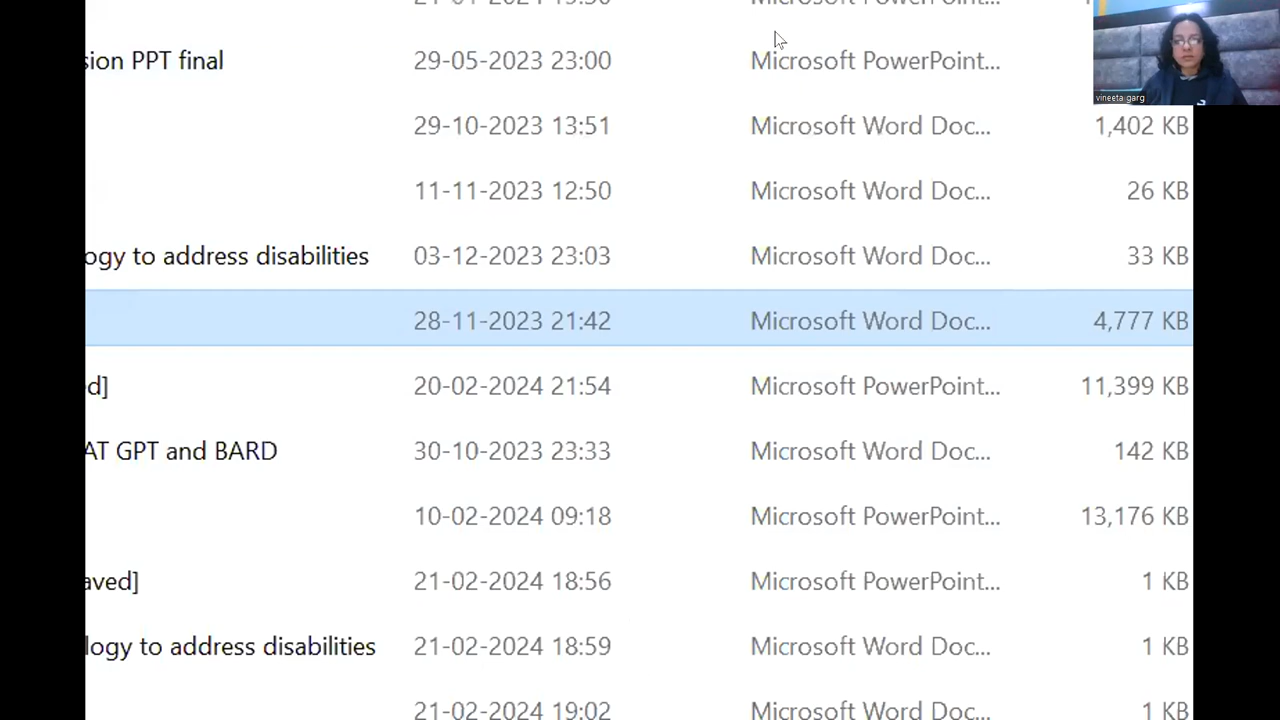 sion PPT final 29-05-2023 23:00 Microsoft PowerPoint...
29-10-2023 13:51 Microsoft Word Doc... 1,402 KB
11-11-2023 12:50 Microsoft Word Doc... 26 KB
ogy to address disabilities 03-12-2023 23:03 Microsoft Word Doc... 33 KB
28-11-2023 21:42 Microsoft Word Doc... 4,777 KB
ed] 20-02-2024 21:54 Microsoft PowerPoint... 11,399 KB
AT GPT and BARD 30-10-2023 23:33 Microsoft Word Doc... 142 KB
10-02-2024 09:18 Microsoft PowerPoint... 13,176 KB
aved] 21-02-2024 18:56 Microsoft PowerPoint... 1 KB
logy to address disabilities 21-02-2024 18:59 Microsoft Word Doc... 1 KB
21-02-2024 19:02 Microsoft Word Doc... 1 KB
vineeta garg